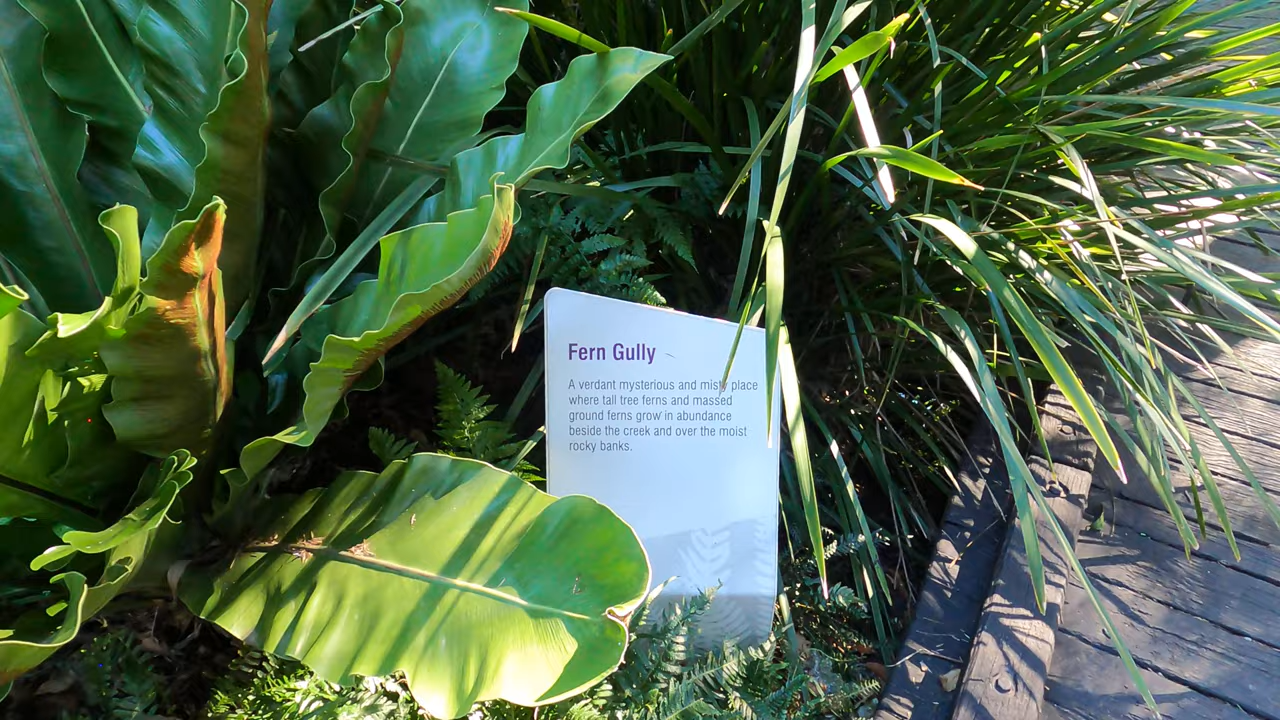 Fern Gully
A verdant mysterious and misty place
where tall tree ferns and massed
ground ferns grow in abundance
beside the creek and over the moist
rocky banks.